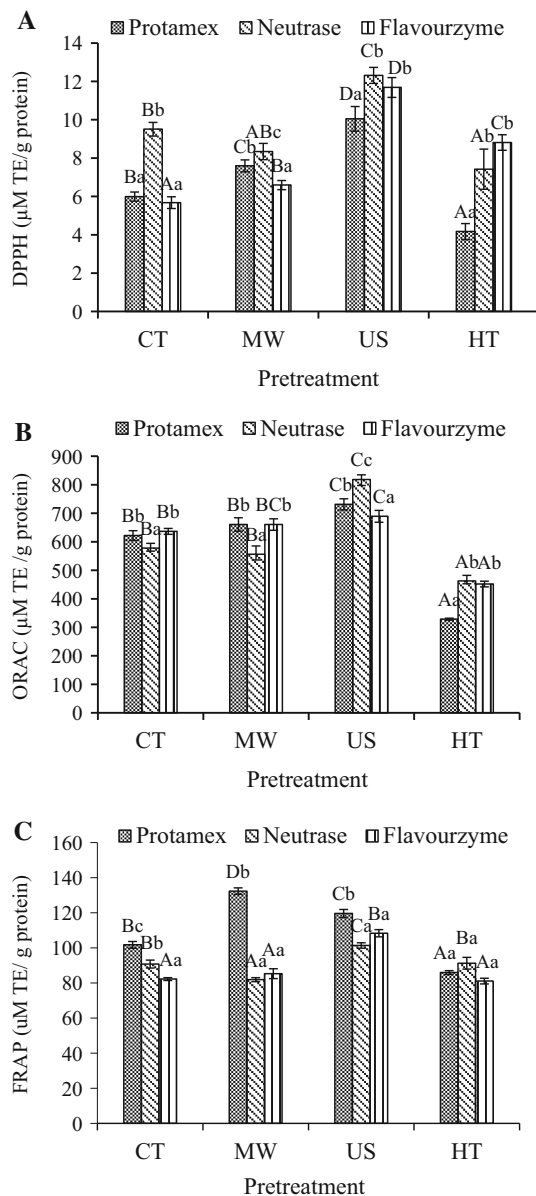 A
Protamex Neutrase Flavourzyme
14
12
10
8
6
4
2
0
DPPH (µM TE/g protein)
Ba Bb Aa
Cb ABc Ba
Da Cb Db
Aa Ab Cb
CT MW US HT
Pretreatment
B
Protamex Neutrase Flavourzyme
900
800
700
600
500
400
300
200
100
0
ORAC (µM TE /g protein)
Bb Ba Bb
Bb Ba BCb
Cb Cc Ca
Aa Ab Ab
CT MW US HT
Pretreatment
C
Protamex Neutrase Flavourzyme
160
140
120
100
80
60
40
20
0
FRAP (uM TE/ g protein)
Bc Bb Aa
Db Aa Aa
Cb Ca Ba
Aa Ba Aa
CT MW US HT
Pretreatment